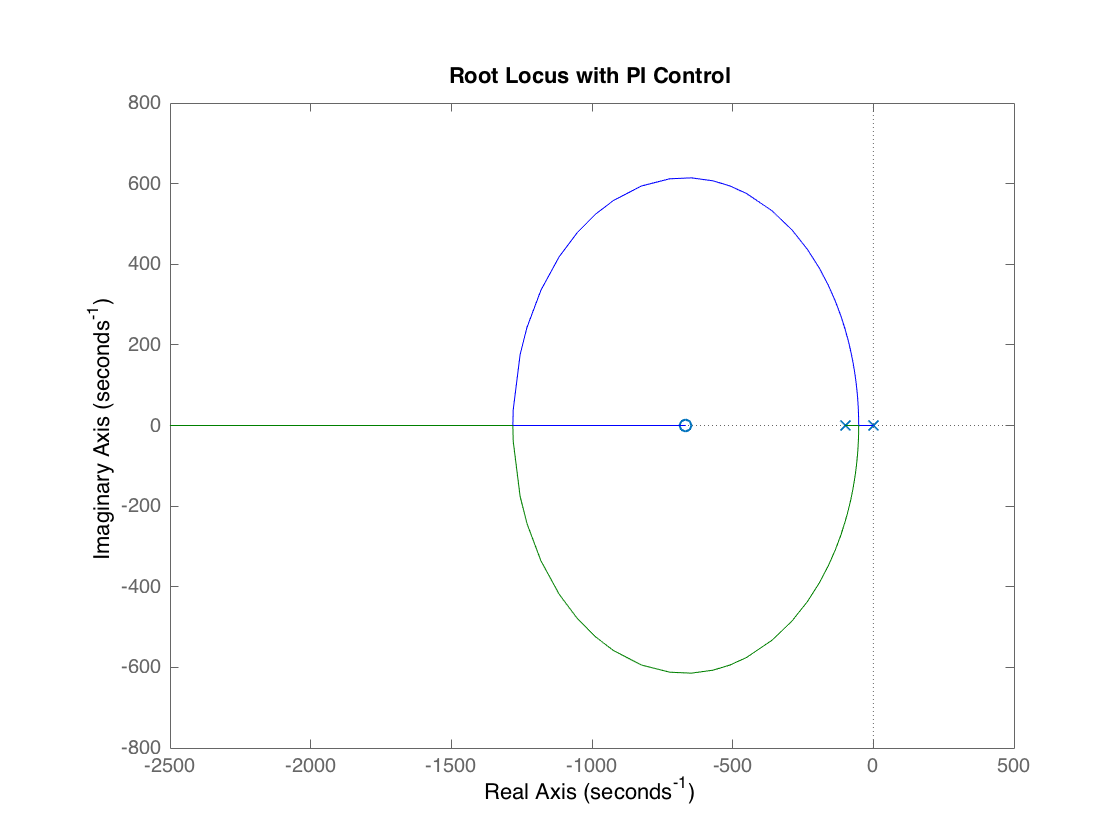 Root Locus with PI Control
800
600
400
200
0
-200
-400
-600
-800
Imaginary Axis (seconds⁻¹)
-2500 -2000 -1500 -1000 -500 0 500
Real Axis (seconds⁻¹)